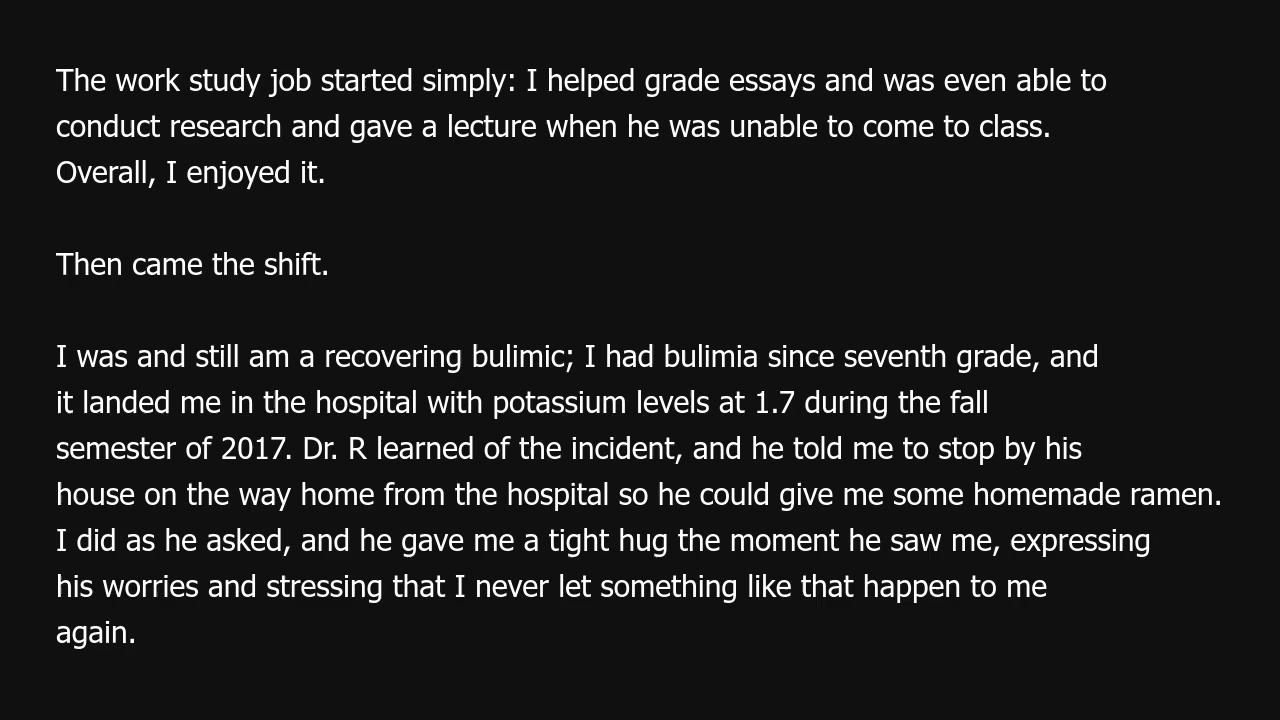 The work study job started simply: I helped grade essays and was even able to
conduct research and gave a lecture when he was unable to come to class.
Overall, I enjoyed it.
Then came the shift.
I was and still am a recovering bulimic; I had bulimia since seventh grade, and
it landed me in the hospital with potassium levels at 1.7 during the fall
semester of 2017. Dr. R learned of the incident, and he told me to stop by his
house on the way home from the hospital so he could give me some homemade ramen.
I did as he asked, and he gave me a tight hug the moment he saw me, expressing
his worries and stressing that I never let something like that happen to me
again.